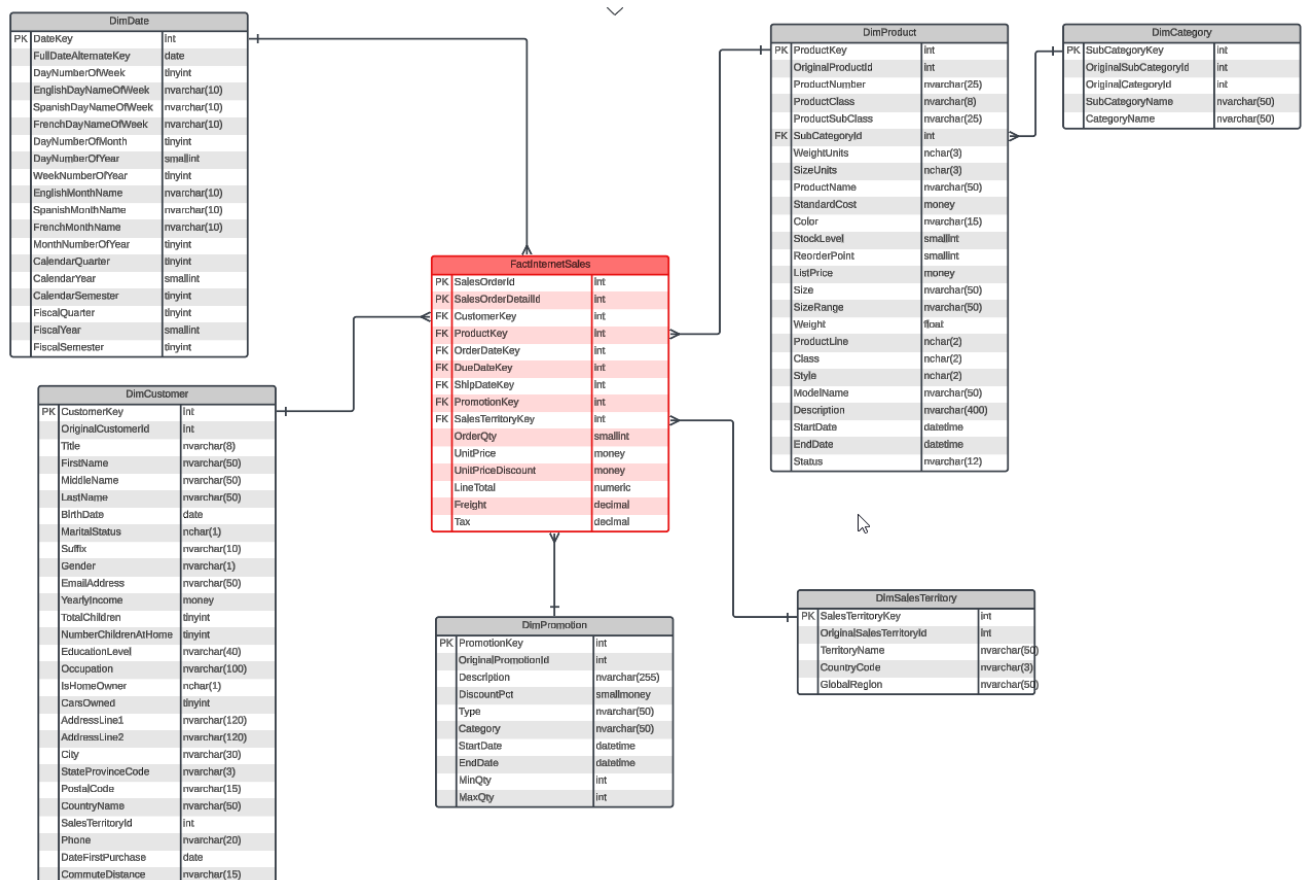 DimDate
PK DateKey int
FullDateAlternateKey date
DayNumberOfWeek tinyint
EnglishDayNameOfWeek nvarchar(10)
SpanishDayNameOfWeek nvarchar(10)
FrenchDayNameOfWeek nvarchar(10)
DayNumberOfMonth tinyint
DayNumberOfYear smallint
WeekNumberOfYear tinyint
EnglishMonthName nvarchar(10)
SpanishMonthName nvarchar(10)
FrenchMonthName nvarchar(10)
MonthNumberOfYear tinyint
CalendarQuarter tinyint
CalendarYear smallint
CalendarSemester tinyint
FiscalQuarter tinyint
FiscalYear smallint
FiscalSemester tinyint
DimCustomer
PK CustomerKey int
OriginalCustomerId int
Title nvarchar(8)
FirstName nvarchar(50)
MiddleName nvarchar(50)
LastName nvarchar(50)
BirthDate date
MaritalStatus nchar(1)
Suffix nvarchar(10)
Gender nvarchar(1)
EmailAddress nvarchar(50)
YearlyIncome money
TotalChildren tinyint
NumberChildrenAtHome tinyint
EducationLevel nvarchar(40)
Occupation nvarchar(100)
IsHomeOwner nchar(1)
CarsOwned tinyint
AddressLine1 nvarchar(120)
AddressLine2 nvarchar(120)
City nvarchar(30)
StateProvinceCode nvarchar(3)
PostalCode nvarchar(15)
CountryName nvarchar(50)
SalesTerritoryId int
Phone nvarchar(20)
DateFirstPurchase date
CommuteDistance nvarchar(15)
FactInternetSales
PK SalesOrderId int
PK SalesOrderDetailId int
FK CustomerKey int
FK ProductKey int
FK OrderDateKey int
FK DueDateKey int
FK ShipDateKey int
FK PromotionKey int
FK SalesTerritoryKey int
OrderQty smallint
UnitPrice money
UnitPriceDiscount money
LineTotal numeric
Freight decimal
Tax decimal
DimPromotion
PK PromotionKey int
OriginalPromotionId int
Description nvarchar(255)
DiscountPct smallmoney
Type nvarchar(50)
Category nvarchar(50)
StartDate datetime
EndDate datetime
MinQty int
MaxQty int
DimProduct
PK ProductKey int
OriginalProductId int
ProductNumber nvarchar(25)
ProductClass nvarchar(8)
ProductSubClass nvarchar(25)
FK SubCategoryId int
WeightUnits nchar(3)
SizeUnits nchar(3)
ProductName nvarchar(50)
StandardCost money
Color nvarchar(15)
StockLevel smallint
ReorderPoint smallint
ListPrice money
Size nvarchar(50)
SizeRange nvarchar(50)
Weight float
ProductLine nchar(2)
Class nchar(2)
Style nchar(2)
ModelName nvarchar(50)
Description nvarchar(400)
StartDate datetime
EndDate datetime
Status nvarchar(12)
DimCategory
PK SubCategoryKey int
OriginalSubCategoryId int
OriginalCategoryId int
SubCategoryName nvarchar(50)
CategoryName nvarchar(50)
DimSalesTerritory
PK SalesTerritoryKey int
OriginalSalesTerritoryId int
TerritoryName nvarchar(50)
CountryCode nvarchar(3)
GlobalRegion nvarchar(50)